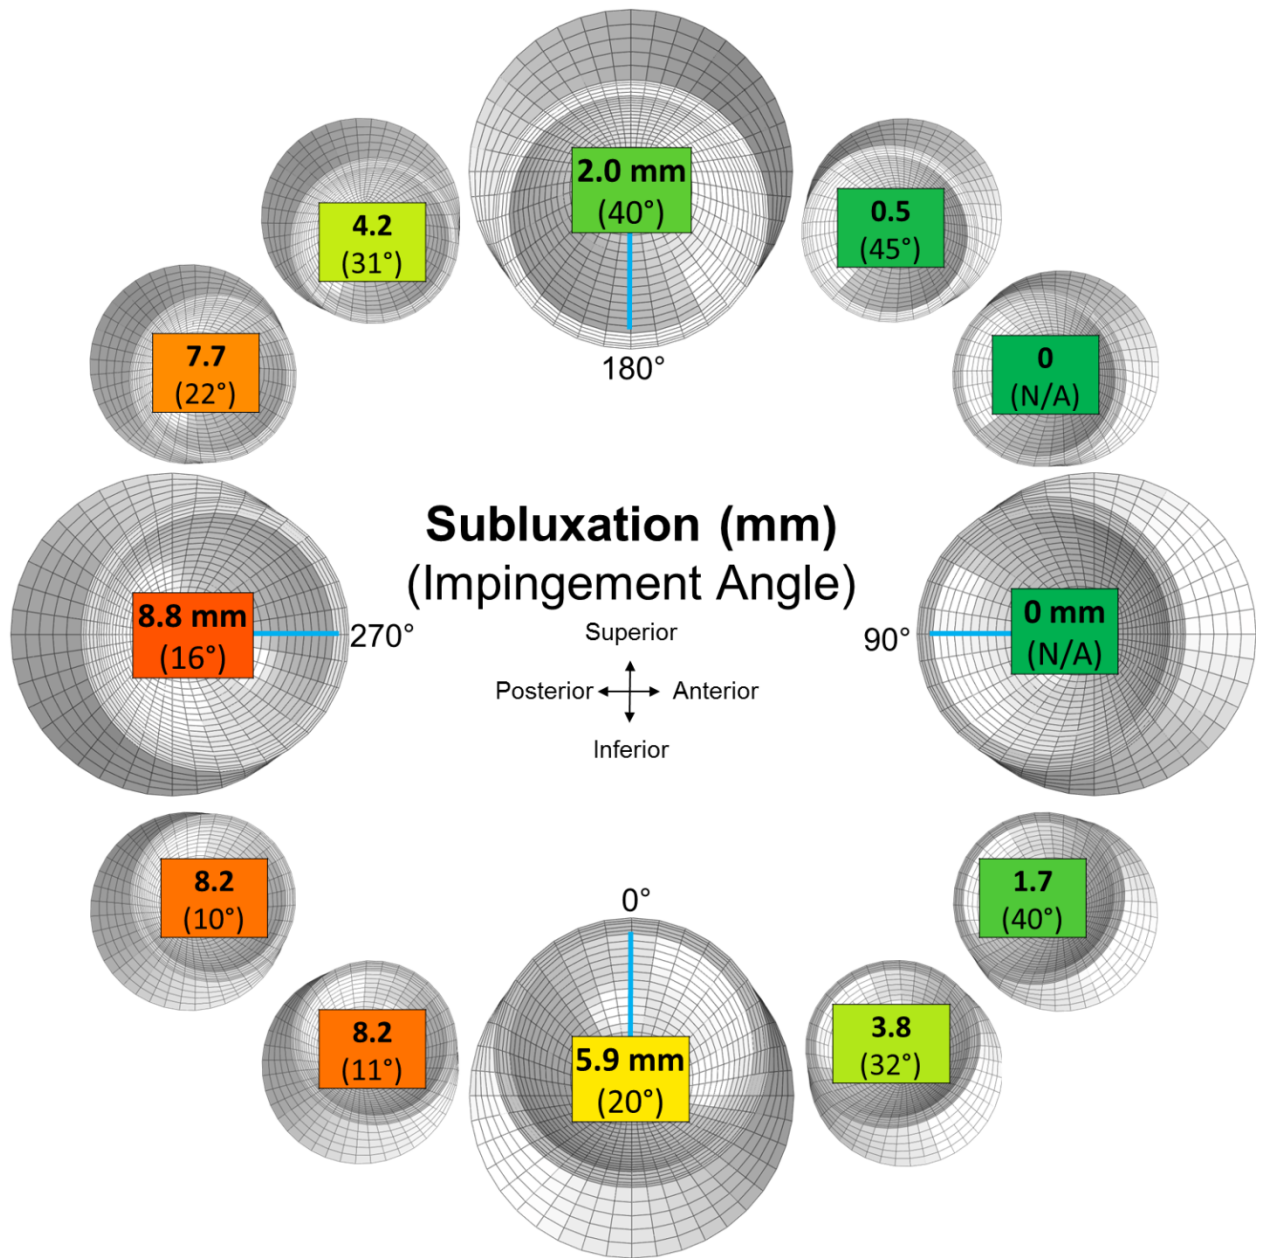 2.0 mm
(40°)
180°
0.5
(45°)
4.2
(31°)
0
(N/A)
7.7
(22°)
Subluxation (mm)
(Impingement Angle)
8.8 mm
(16°)
270°
0 mm
(N/A)
90°
Superior
Posterior Anterior
Inferior
8.2
(10°)
1.7
(40°)
0°
8.2
(11°)
5.9 mm
(20°)
3.8
(32°)